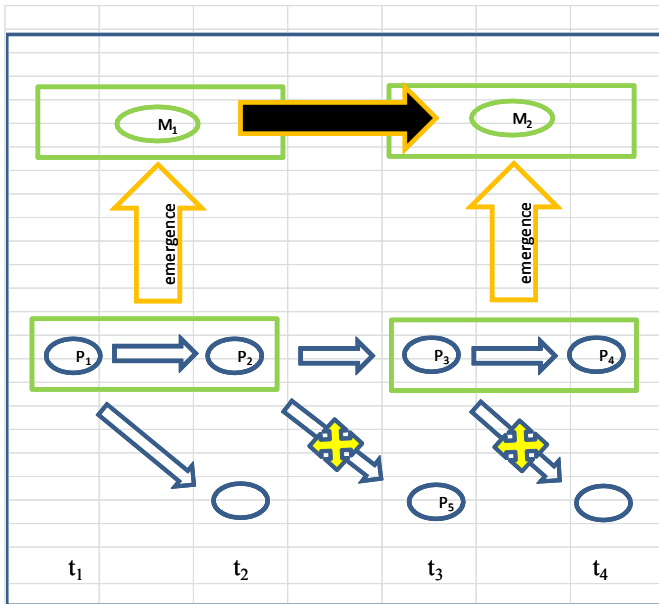 M₁
M₂
emergence
emergence
P₁
P₂
P₃
P₄
P₅
t₁
t₂
t₃
t₄